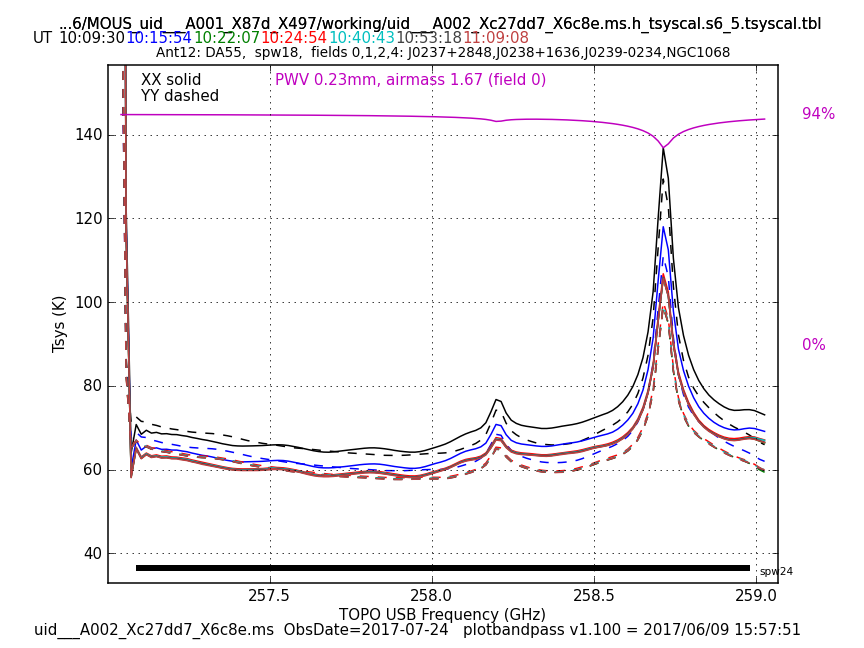 ...6/MOUS_uid___A001_X87d_X497/working/uid___A002_Xc27dd7_X6c8e.ms.h_tsyscal.s6_5.tsyscal.tbl
UT 10:09:30 10:15:54 10:22:07 10:24:54 10:40:43 10:53:18 11:09:08
Ant12: DA55, spw18, fields 0,1,2,4: J0237+2848,J0238+1636,J0239-0234,NGC1068
XX solid
PWV 0.23mm, airmass 1.67 (field 0)
YY dashed
94%
140
120
100
80
60
40
0%
Tsys (K)
spw24
257.5 258.0 258.5 259.0
TOPO USB Frequency (GHz)
uid___A002_Xc27dd7_X6c8e.ms ObsDate=2017-07-24 plotbandpass v1.100 = 2017/06/09 15:57:51